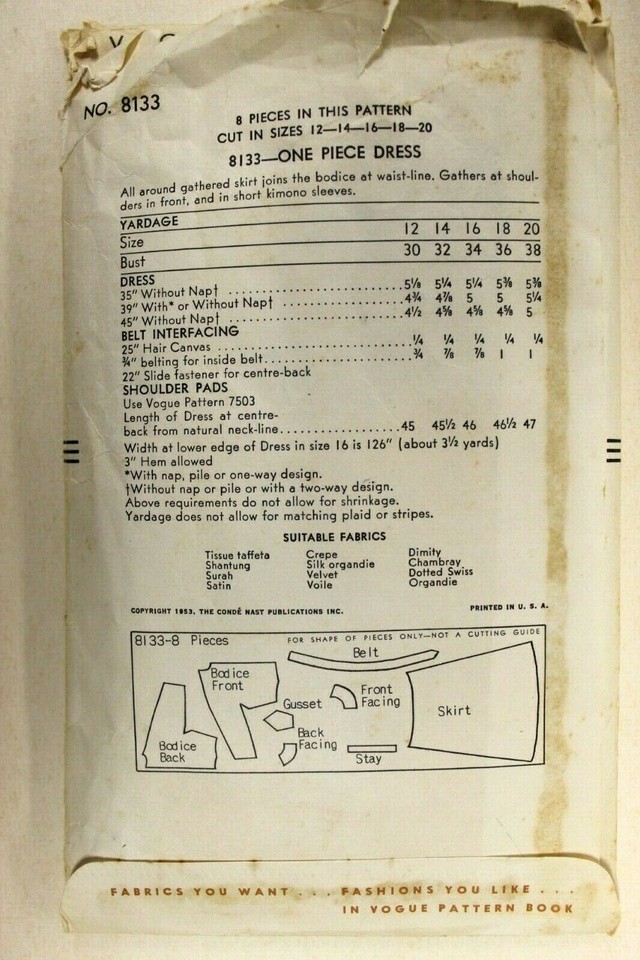 NO. 8133
8 PIECES IN THIS PATTERN
CUT IN SIZES 12—14—16—18—20
8133—ONE PIECE DRESS
All around gathered skirt joins the bodice at waist-line. Gathers at shoul-
ders in front, and in short kimono sleeves.
YARDAGE
Size 12 14 16 18 20
Bust 30 32 34 36 38
DRESS
35" Without Nap† 5⅛ 5¼ 5¼ 5⅜ 5⅜
39" With* or Without Nap† 4¾ 4⅞ 5 5 5¼
45" Without Nap† 4½ 4⅝ 4⅝ 4⅝ 5
BELT INTERFACING
25" Hair Canvas ¼ ¼ ¼ ¼ ¼
¾" belting for inside belt ¾ ⅞ ⅞ 1 1
22" Slide fastener for centre-back
SHOULDER PADS
Use Vogue Pattern 7503
Length of Dress at centre-
back from natural neck-line 45 45½ 46 46½ 47
Width at lower edge of Dress in size 16 is 126" (about 3½ yards)
3" Hem allowed
*With nap, pile or one-way design.
†Without nap or pile or with a two-way design.
Above requirements do not allow for shrinkage.
Yardage does not allow for matching plaid or stripes.
SUITABLE FABRICS
Tissue taffeta Crepe Dimity
Shantung Silk organdie Chambray
Surah Velvet Dotted Swiss
Satin Voile Organdie
COPYRIGHT 1953, THE CONDÉ NAST PUBLICATIONS INC. PRINTED IN U. S. A.
8133-8 Pieces FOR SHAPE OF PIECES ONLY—NOT A CUTTING GUIDE
Belt
Bodice
Front
Front
Facing
Gusset
Skirt
Back
Facing
Bodice
Back
Stay
FABRICS YOU WANT . . . FASHIONS YOU LIKE . . .
IN VOGUE PATTERN BOOK